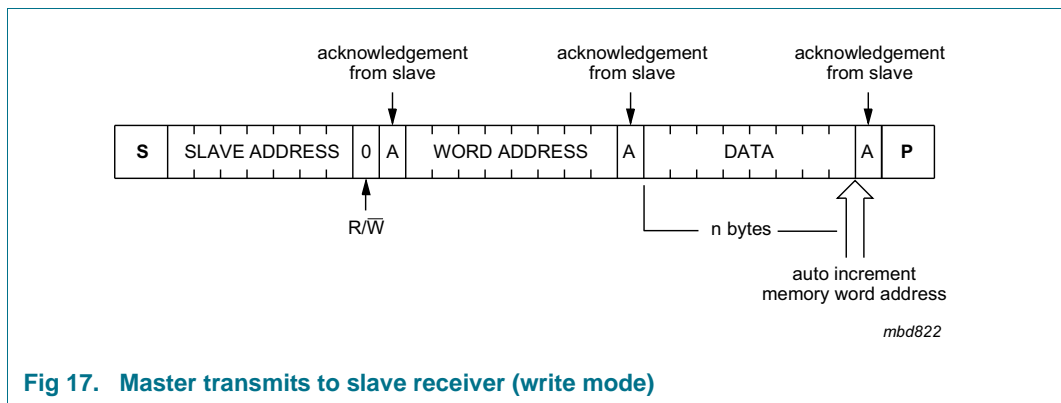 acknowledgement from slave
acknowledgement from slave
acknowledgement from slave
S SLAVE ADDRESS 0 A WORD ADDRESS A DATA A P
R/W̅
n bytes
auto increment
memory word address
mbd822
Fig 17. Master transmits to slave receiver (write mode)